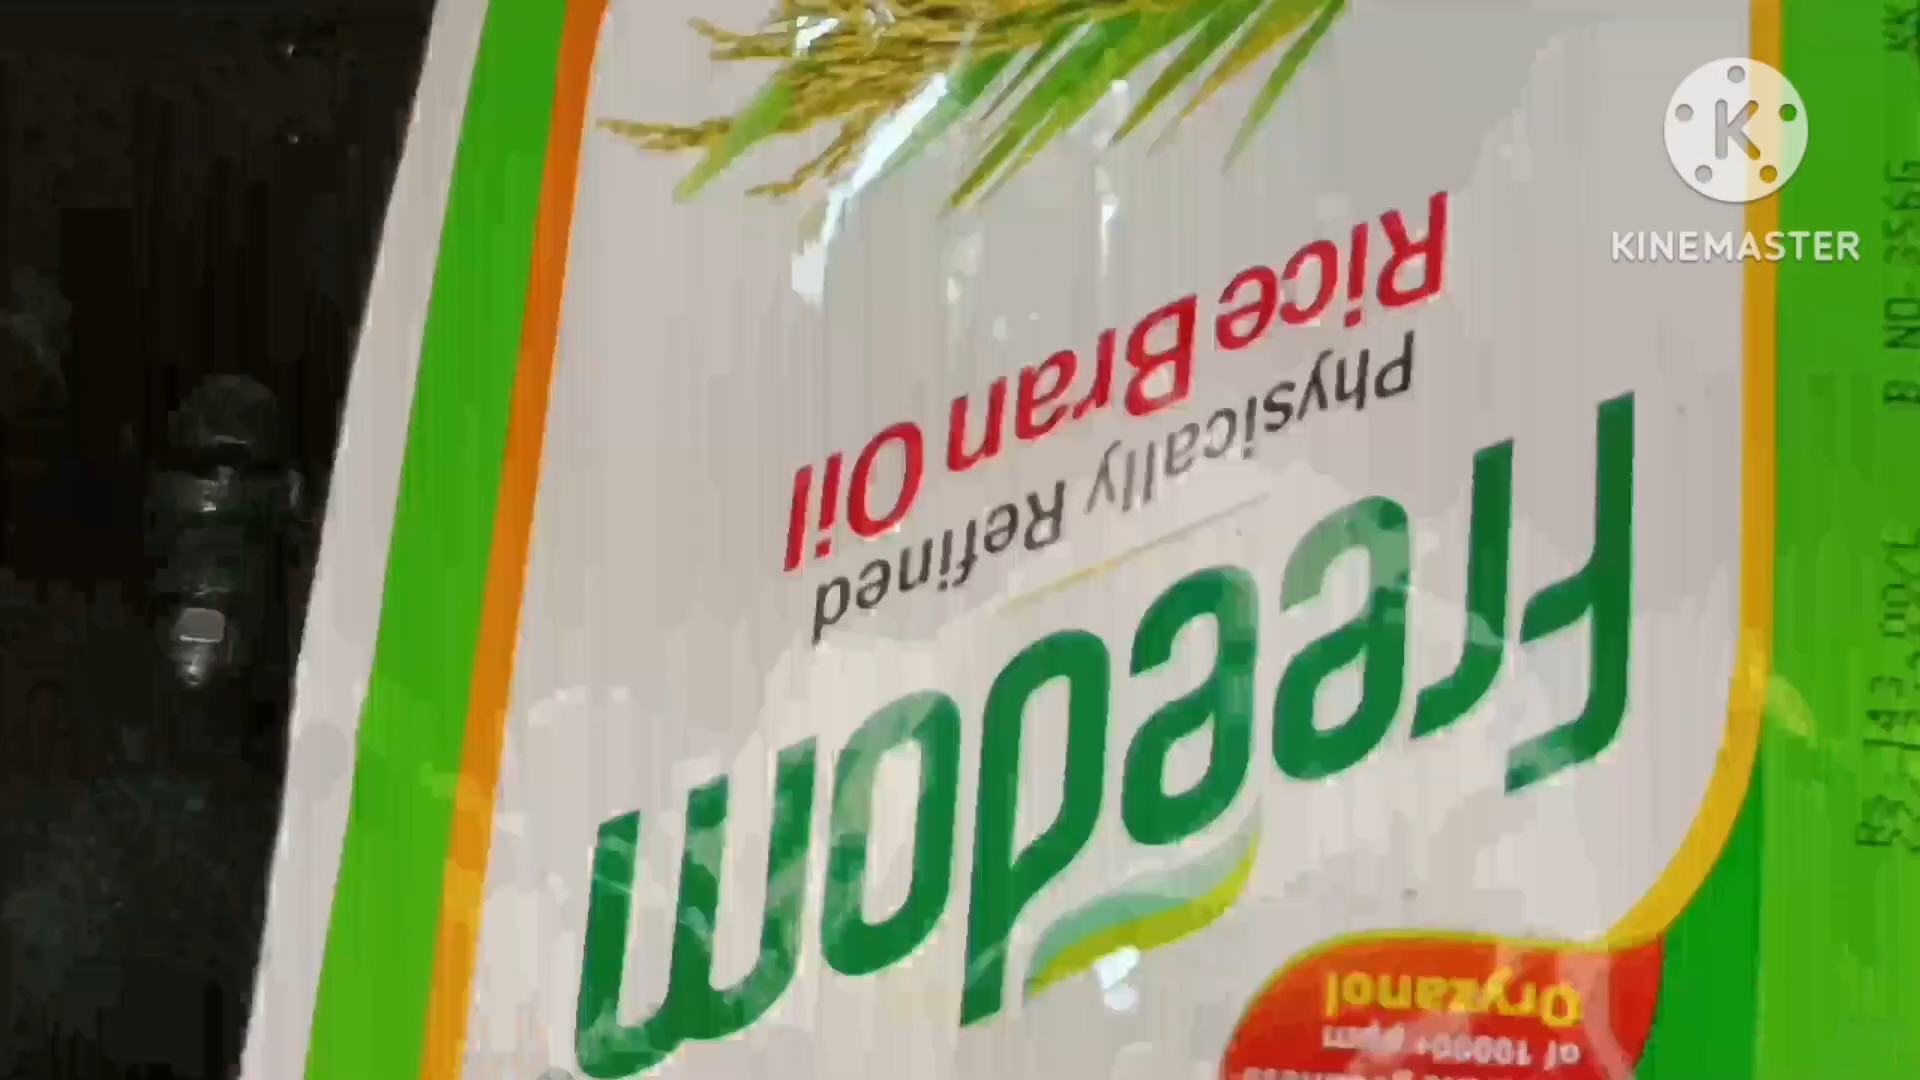 KINEMASTER
Oryzanol
of 10000+ ppm
Freedom
Physically Refined
Rice Bran Oil